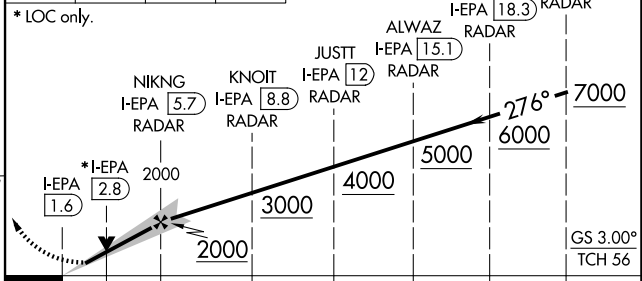 * LOC only.
I-EPA 18.3
RADAR
RADAR
ALWAZ
I-EPA 15.1
RADAR
JUSTT
I-EPA 12
RADAR
KNOIT
I-EPA 8.8
RADAR
NIKNG
I-EPA 5.7
RADAR
276°
7000
6000
5000
4000
3000
2000
*I-EPA
2.8
2000
I-EPA
1.6
GS 3.00°
TCH 56